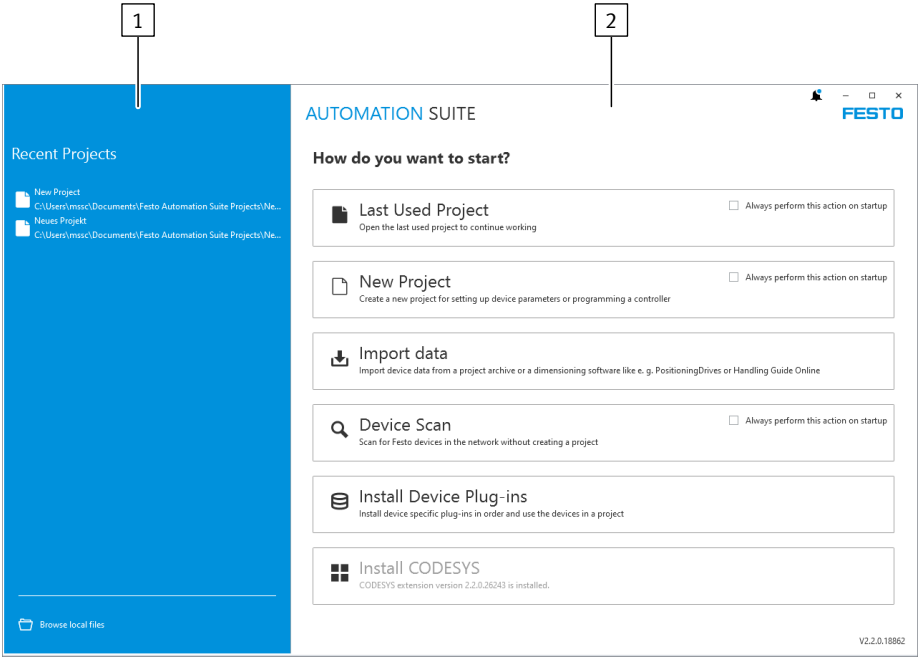 1
2
AUTOMATION SUITE
FESTO
Recent Projects
New Project
C:\Users\mssc\Documents\Festo Automation Suite Projects\Ne...
Neues Projekt
C:\Users\mssc\Documents\Festo Automation Suite Projects\Ne...
Browse local files
How do you want to start?
Last Used Project
Always perform this action on startup
Open the last used project to continue working
New Project
Always perform this action on startup
Create a new project for setting up device parameters or programming a controller
Import data
Import device data from a project archive or a dimensioning software like e. g. PositioningDrives or Handling Guide Online
Device Scan
Always perform this action on startup
Scan for Festo devices in the network without creating a project
Install Device Plug-ins
Install device specific plug-ins in order and use the devices in a project
Install CODESYS
CODESYS extension version 2.2.0.26243 is installed.
V2.2.0.18862